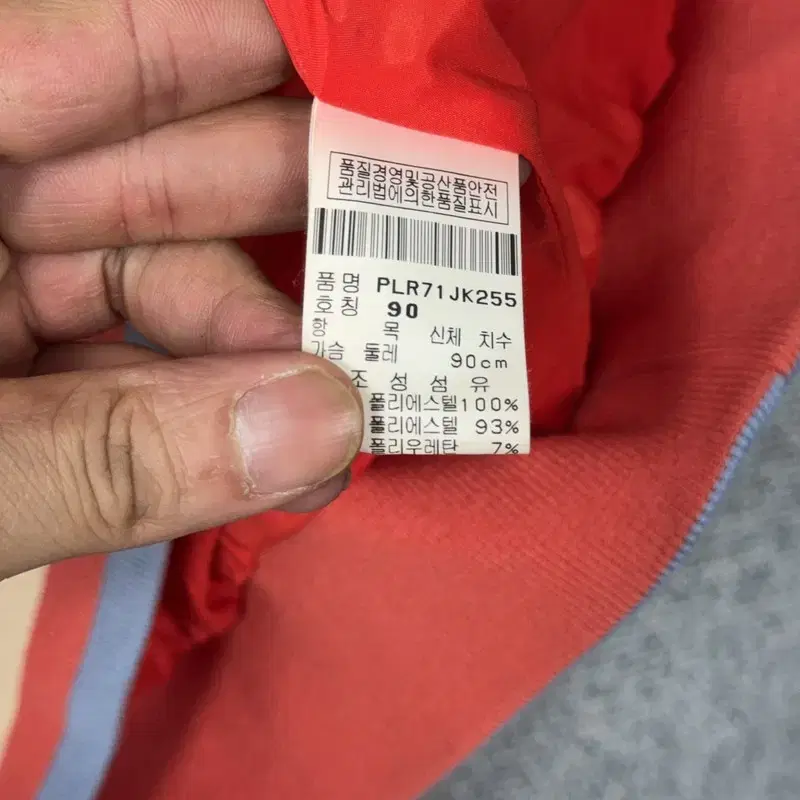 품질경영및공산품안전
관리법에의한품질표시
품 명 PLR71JK255
호 칭 90
항 목 신체 치수
가슴 둘레 90cm
조 성 섬 유
폴리에스텔100%
폴리에스텔 93%
폴리우레탄 7%